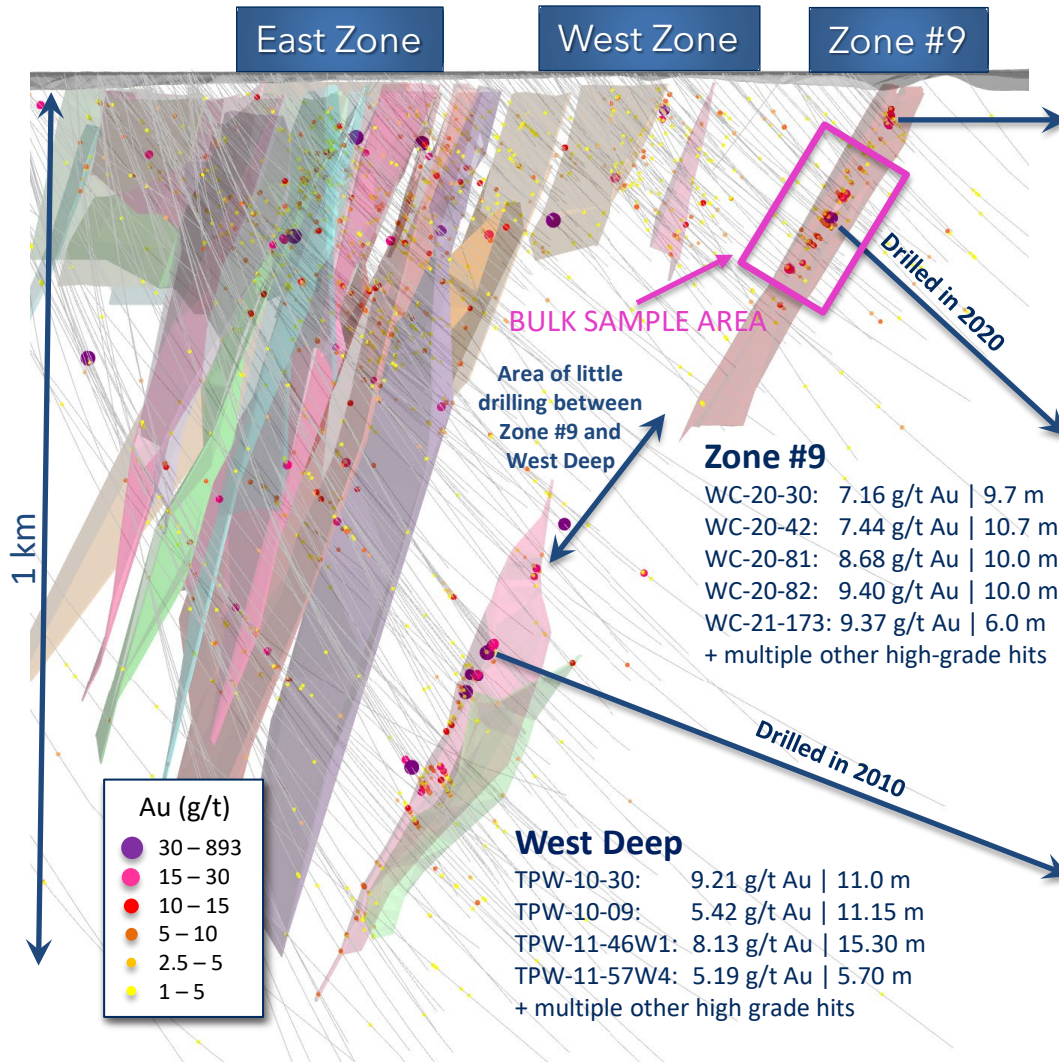 East Zone
West Zone
Zone #9
Drilled in 2020
BULK SAMPLE AREA
Area of little
drilling between
Zone #9 and
West Deep
1 km
Zone #9
WC-20-30: 7.16 g/t Au | 9.7 m
WC-20-42: 7.44 g/t Au | 10.7 m
WC-20-81: 8.68 g/t Au | 10.0 m
WC-20-82: 9.40 g/t Au | 10.0 m
WC-21-173: 9.37 g/t Au | 6.0 m
+ multiple other high-grade hits
Drilled in 2010
Au (g/t)
30 – 893
15 – 30
10 – 15
5 – 10
2.5 – 5
1 – 5
West Deep
TPW-10-30: 9.21 g/t Au | 11.0 m
TPW-10-09: 5.42 g/t Au | 11.15 m
TPW-11-46W1: 8.13 g/t Au | 15.30 m
TPW-11-57W4: 5.19 g/t Au | 5.70 m
+ multiple other high grade hits